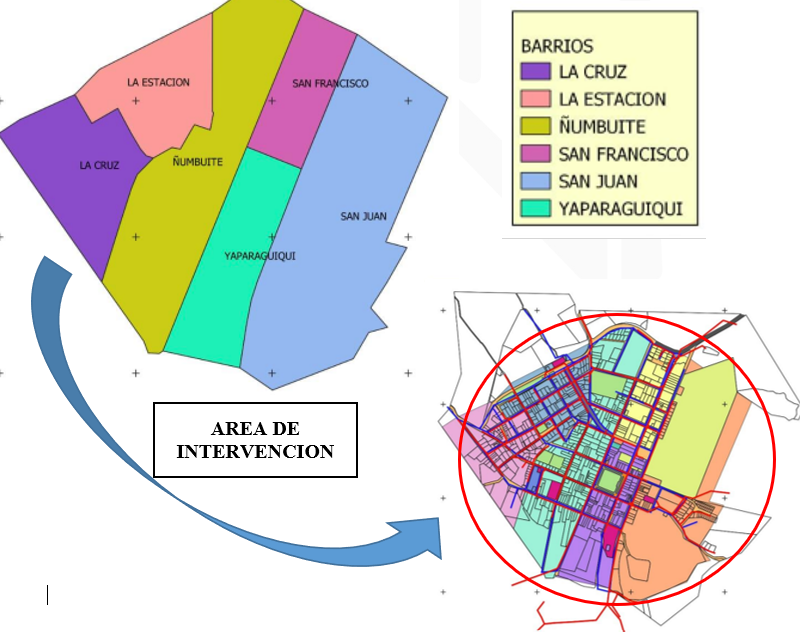 LA ESTACION
SAN FRANCISCO
LA CRUZ
ÑUMBUITE
SAN JUAN
YAPARAGUIQUI
BARRIOS
LA CRUZ
LA ESTACION
ÑUMBUITE
SAN FRANCISCO
SAN JUAN
YAPARAGUIQUI
AREA DE
INTERVENCION